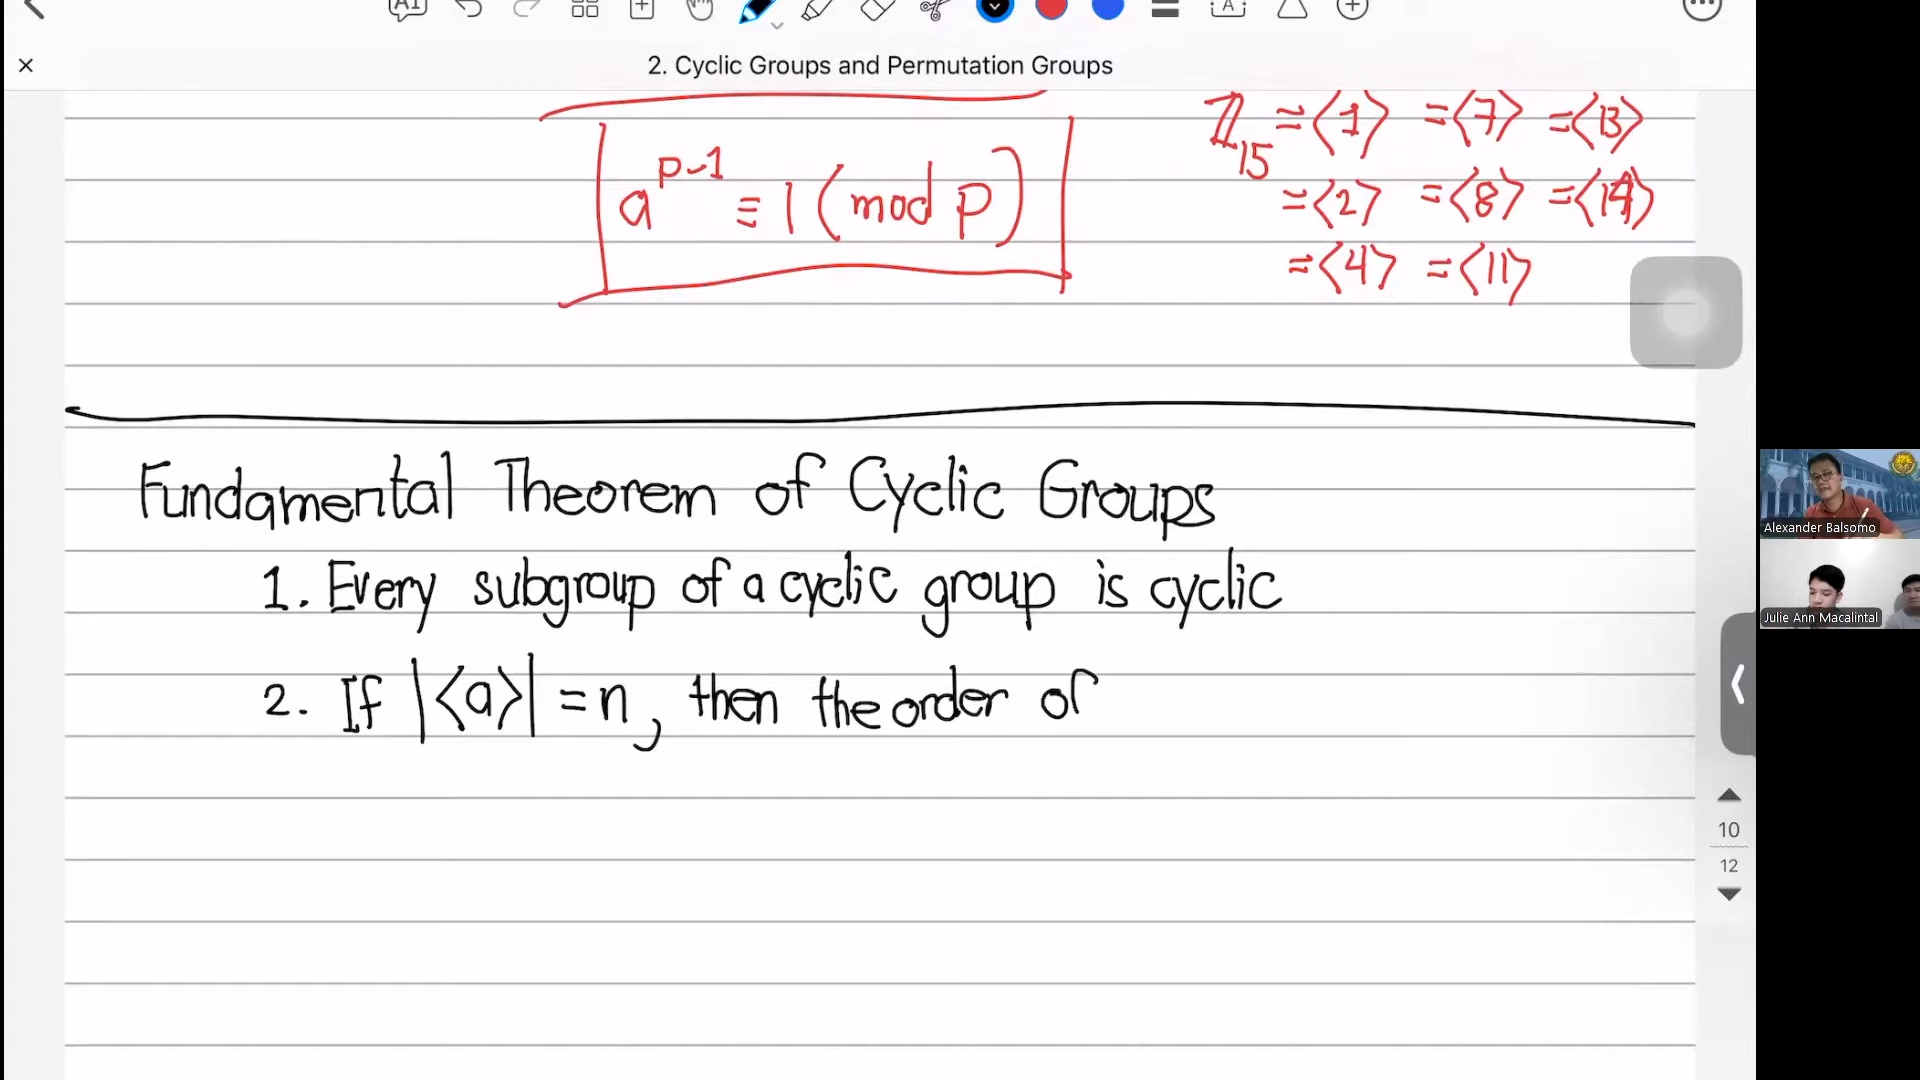 2. Cyclic Groups and Permutation Groups
a^{p-1} ≡ 1 (mod p)
ℤ_15 = ⟨1⟩ = ⟨7⟩ = ⟨13⟩
= ⟨2⟩ = ⟨8⟩ = ⟨14⟩
= ⟨4⟩ = ⟨11⟩
Fundamental Theorem of Cyclic Groups
1. Every subgroup of a cyclic group is cyclic
2. If |⟨a⟩| = n, then the order of
Alexander Balsomo
Julie Ann Macalintal
10
12